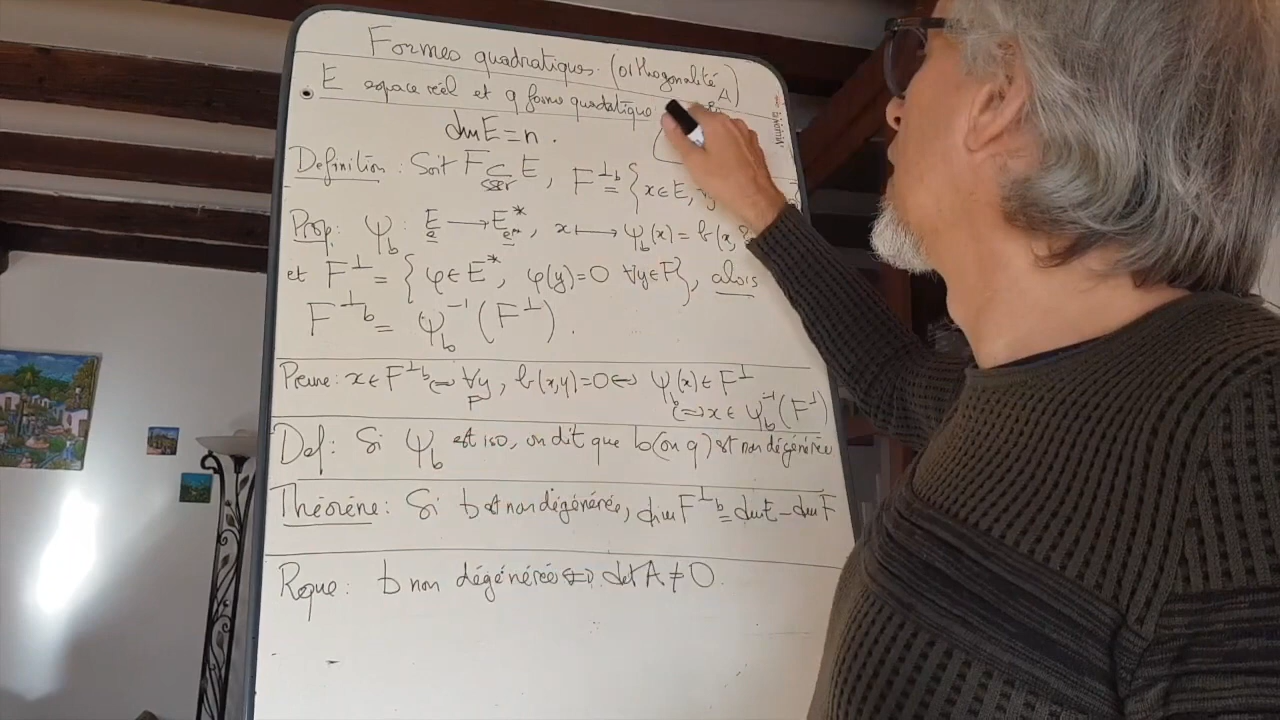 Formes quadratiques. (orthogonalité)
• E espace réel et q forme quadratique A
dim E = n.
Définition : Soit F ⊂ E, F^{⊥b} = { x ∈ E,
ssev
Prop: ψ_b : E → E*, x ↦ ψ_b(x) = b(x,
e e*
et F^⊥ = { φ ∈ E*, φ(y) = 0 ∀y ∈ F }, alors
F^{⊥b} = ψ_b^{-1}(F^⊥).
Preuve: x ∈ F^{⊥b} ⇔ ∀y, b(x,y) = 0 ⇔ ψ_b(x) ∈ F^⊥
F ⇔ x ∈ ψ_b^{-1}(F^⊥)
Def: Si ψ_b est iso, on dit que b (ou q) est non dégénérée
Théorème: Si b est non dégénérée, dim F^{⊥b} = dim E − dim F
Rque: b non dégénérée ⇔ det A ≠ 0.